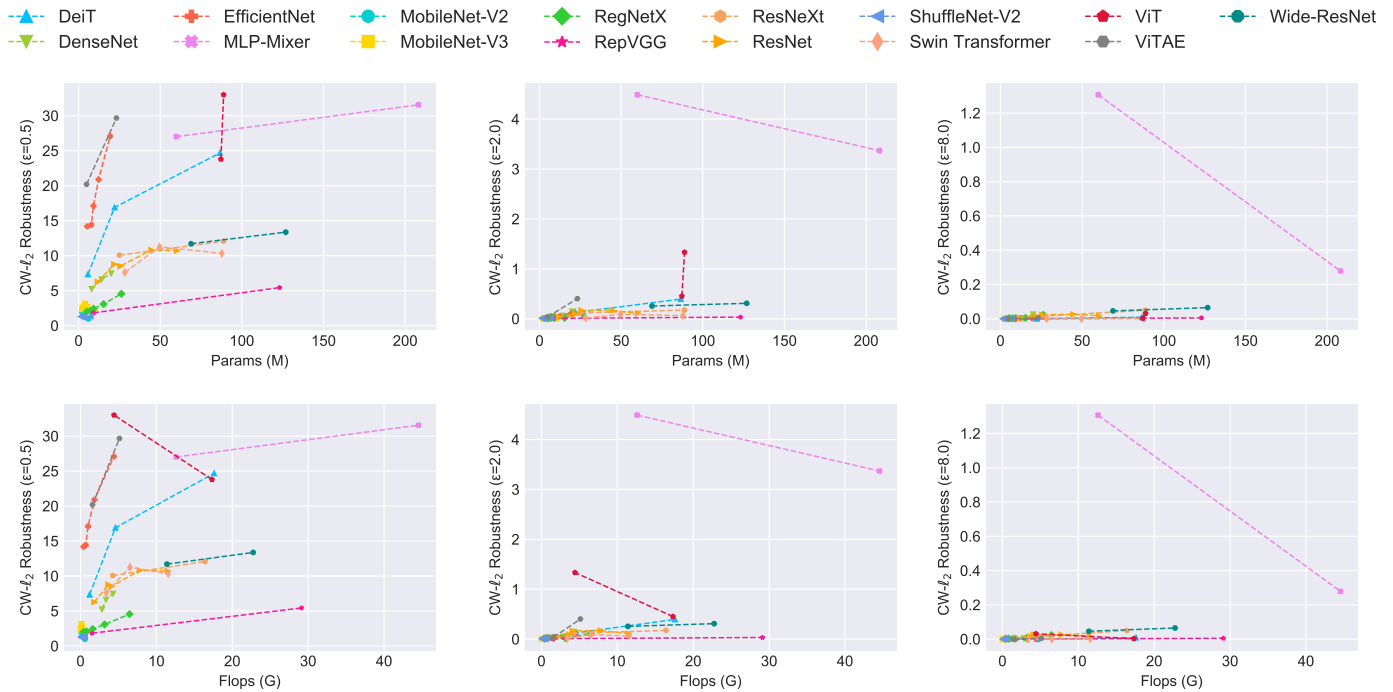 DeiT EfficientNet MobileNet-V2 RegNetX ResNeXt ShuffleNet-V2 ViT Wide-ResNet
DenseNet MLP-Mixer MobileNet-V3 RepVGG ResNet Swin Transformer ViTAE
CW-ℓ₂ Robustness (ε=0.5)
30
25
20
15
10
5
0
0 50 100 150 200
Params (M)
CW-ℓ₂ Robustness (ε=2.0)
4
3
2
1
0
0 50 100 150 200
Params (M)
CW-ℓ₂ Robustness (ε=8.0)
1.2
1.0
0.8
0.6
0.4
0.2
0.0
0 50 100 150 200
Params (M)
CW-ℓ₂ Robustness (ε=0.5)
30
25
20
15
10
5
0
0 10 20 30 40
Flops (G)
CW-ℓ₂ Robustness (ε=2.0)
4
3
2
1
0
0 10 20 30 40
Flops (G)
CW-ℓ₂ Robustness (ε=8.0)
1.2
1.0
0.8
0.6
0.4
0.2
0.0
0 10 20 30 40
Flops (G)